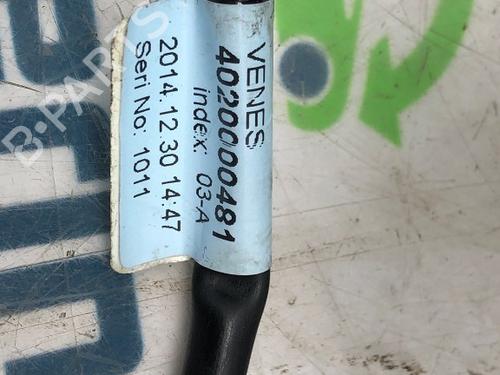 VENES
4020000481
index: 03-A
2014.12.30 14:47
Seri No: 1011
B-PARTS